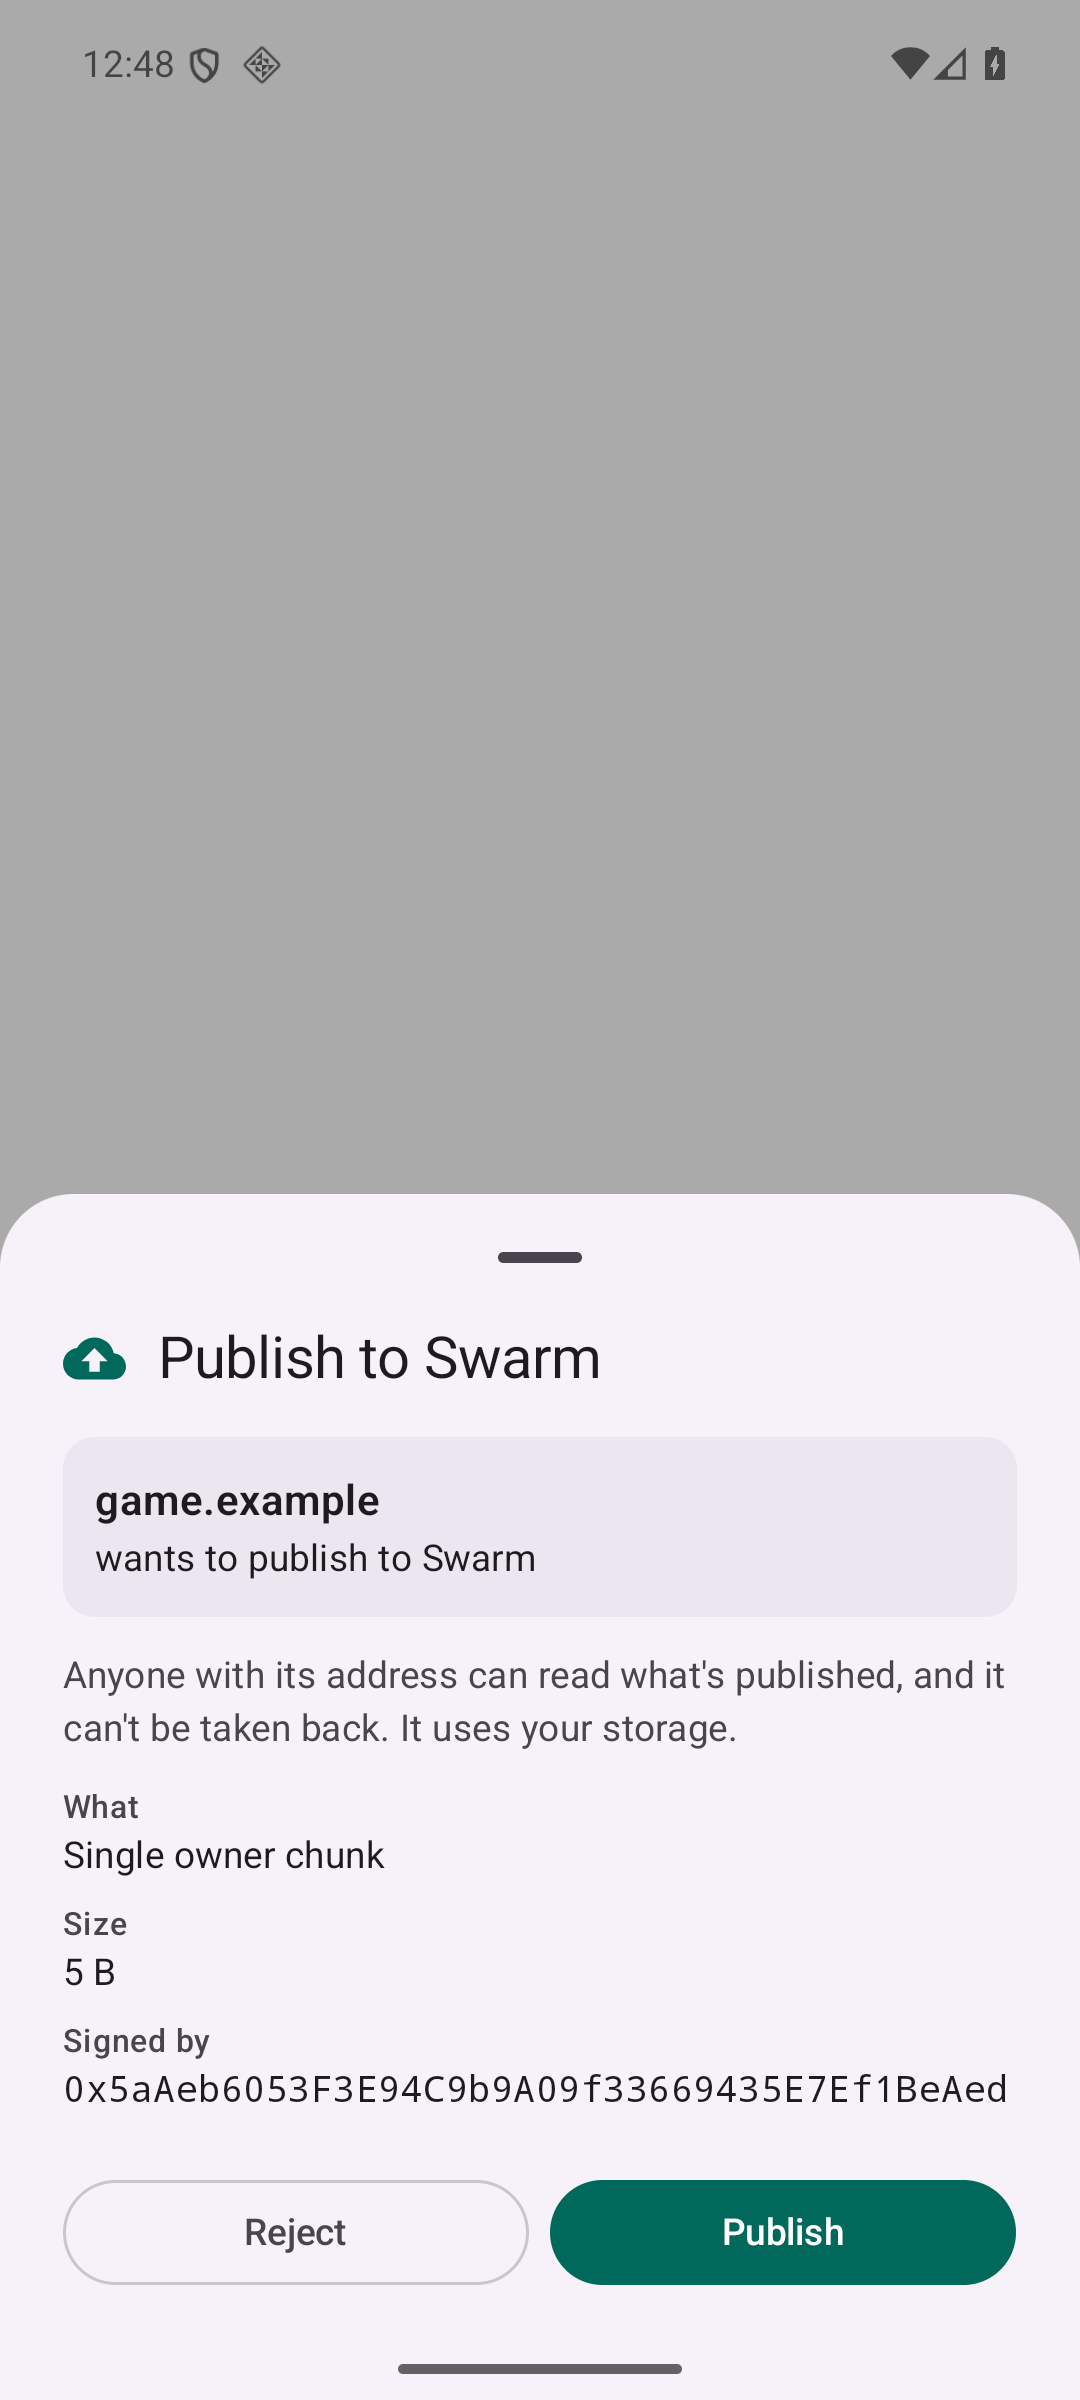 12:48
Publish to Swarm
game.example
wants to publish to Swarm
Anyone with its address can read what's published, and it
can't be taken back. It uses your storage.
What
Single owner chunk
Size
5 B
Signed by
0x5aAeb6053F3E94C9b9A09f33669435E7Ef1BeAed
Reject
Publish